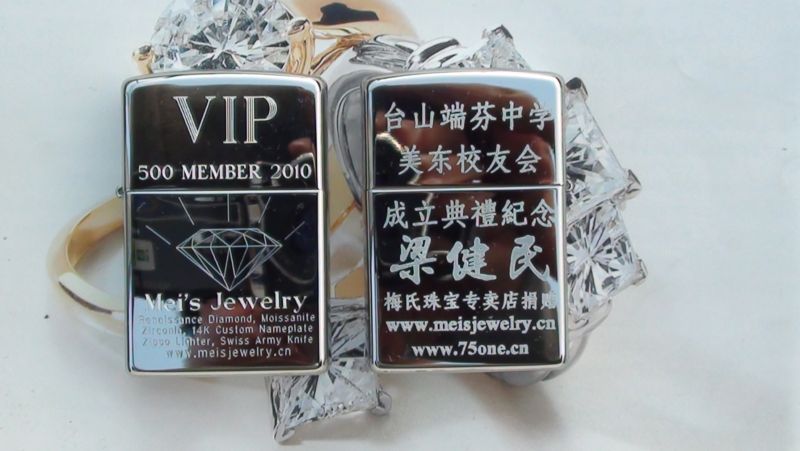 VIP
500 MEMBER 2010
Mei's Jewelry
Renaissance Diamond, Moissanite
Zirconia, 14K Custom Nameplate
Zippo Lighter, Swiss Army Knife
www.meisjewelry.cn
台山端芬中学
美东校友会
成立典禮紀念
梁健民
梅氏珠宝专卖店捐赠
www.meisjewelry.cn
www.75one.cn